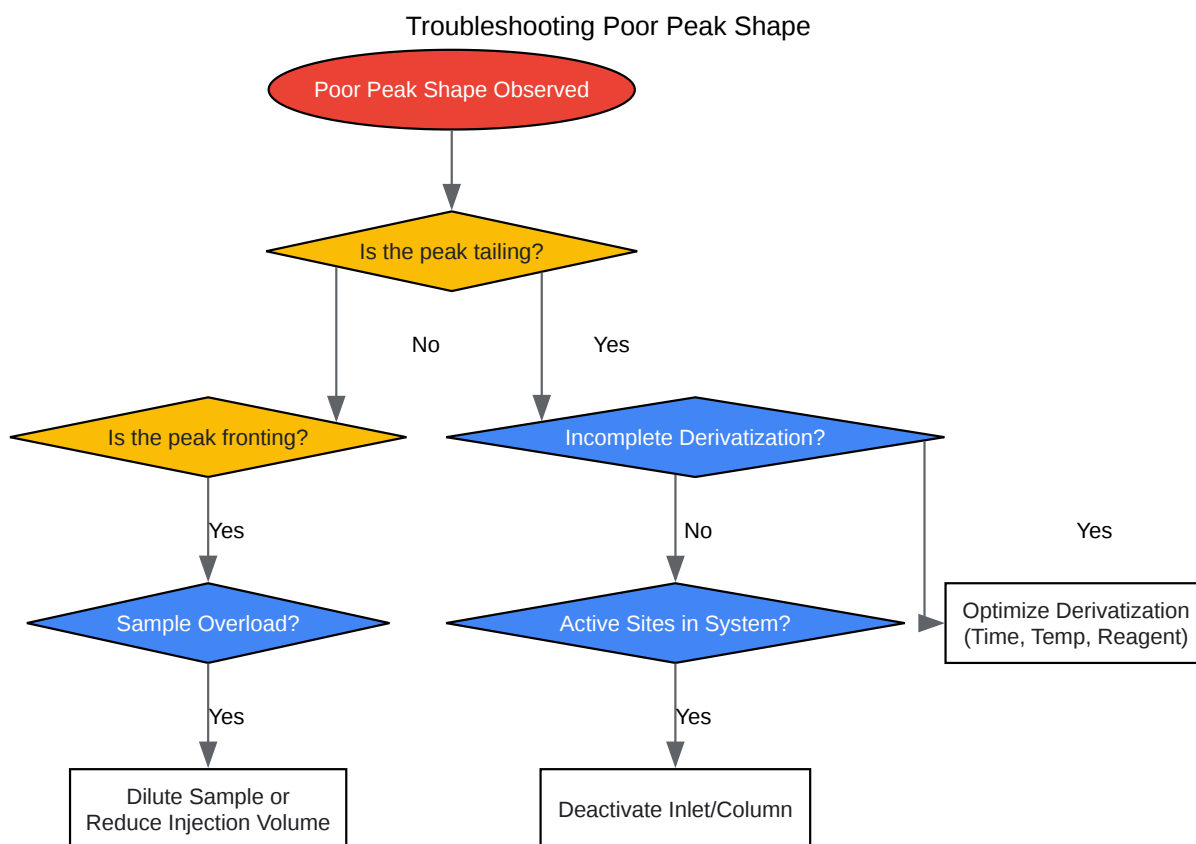 Troubleshooting Poor Peak Shape
Poor Peak Shape Observed
Is the peak tailing?
No
Yes
Is the peak fronting?
Incomplete Derivatization?
Yes
No
Yes
Sample Overload?
Active Sites in System?
Optimize Derivatization
(Time, Temp, Reagent)
Yes
Yes
Dilute Sample or
Reduce Injection Volume
Deactivate Inlet/Column